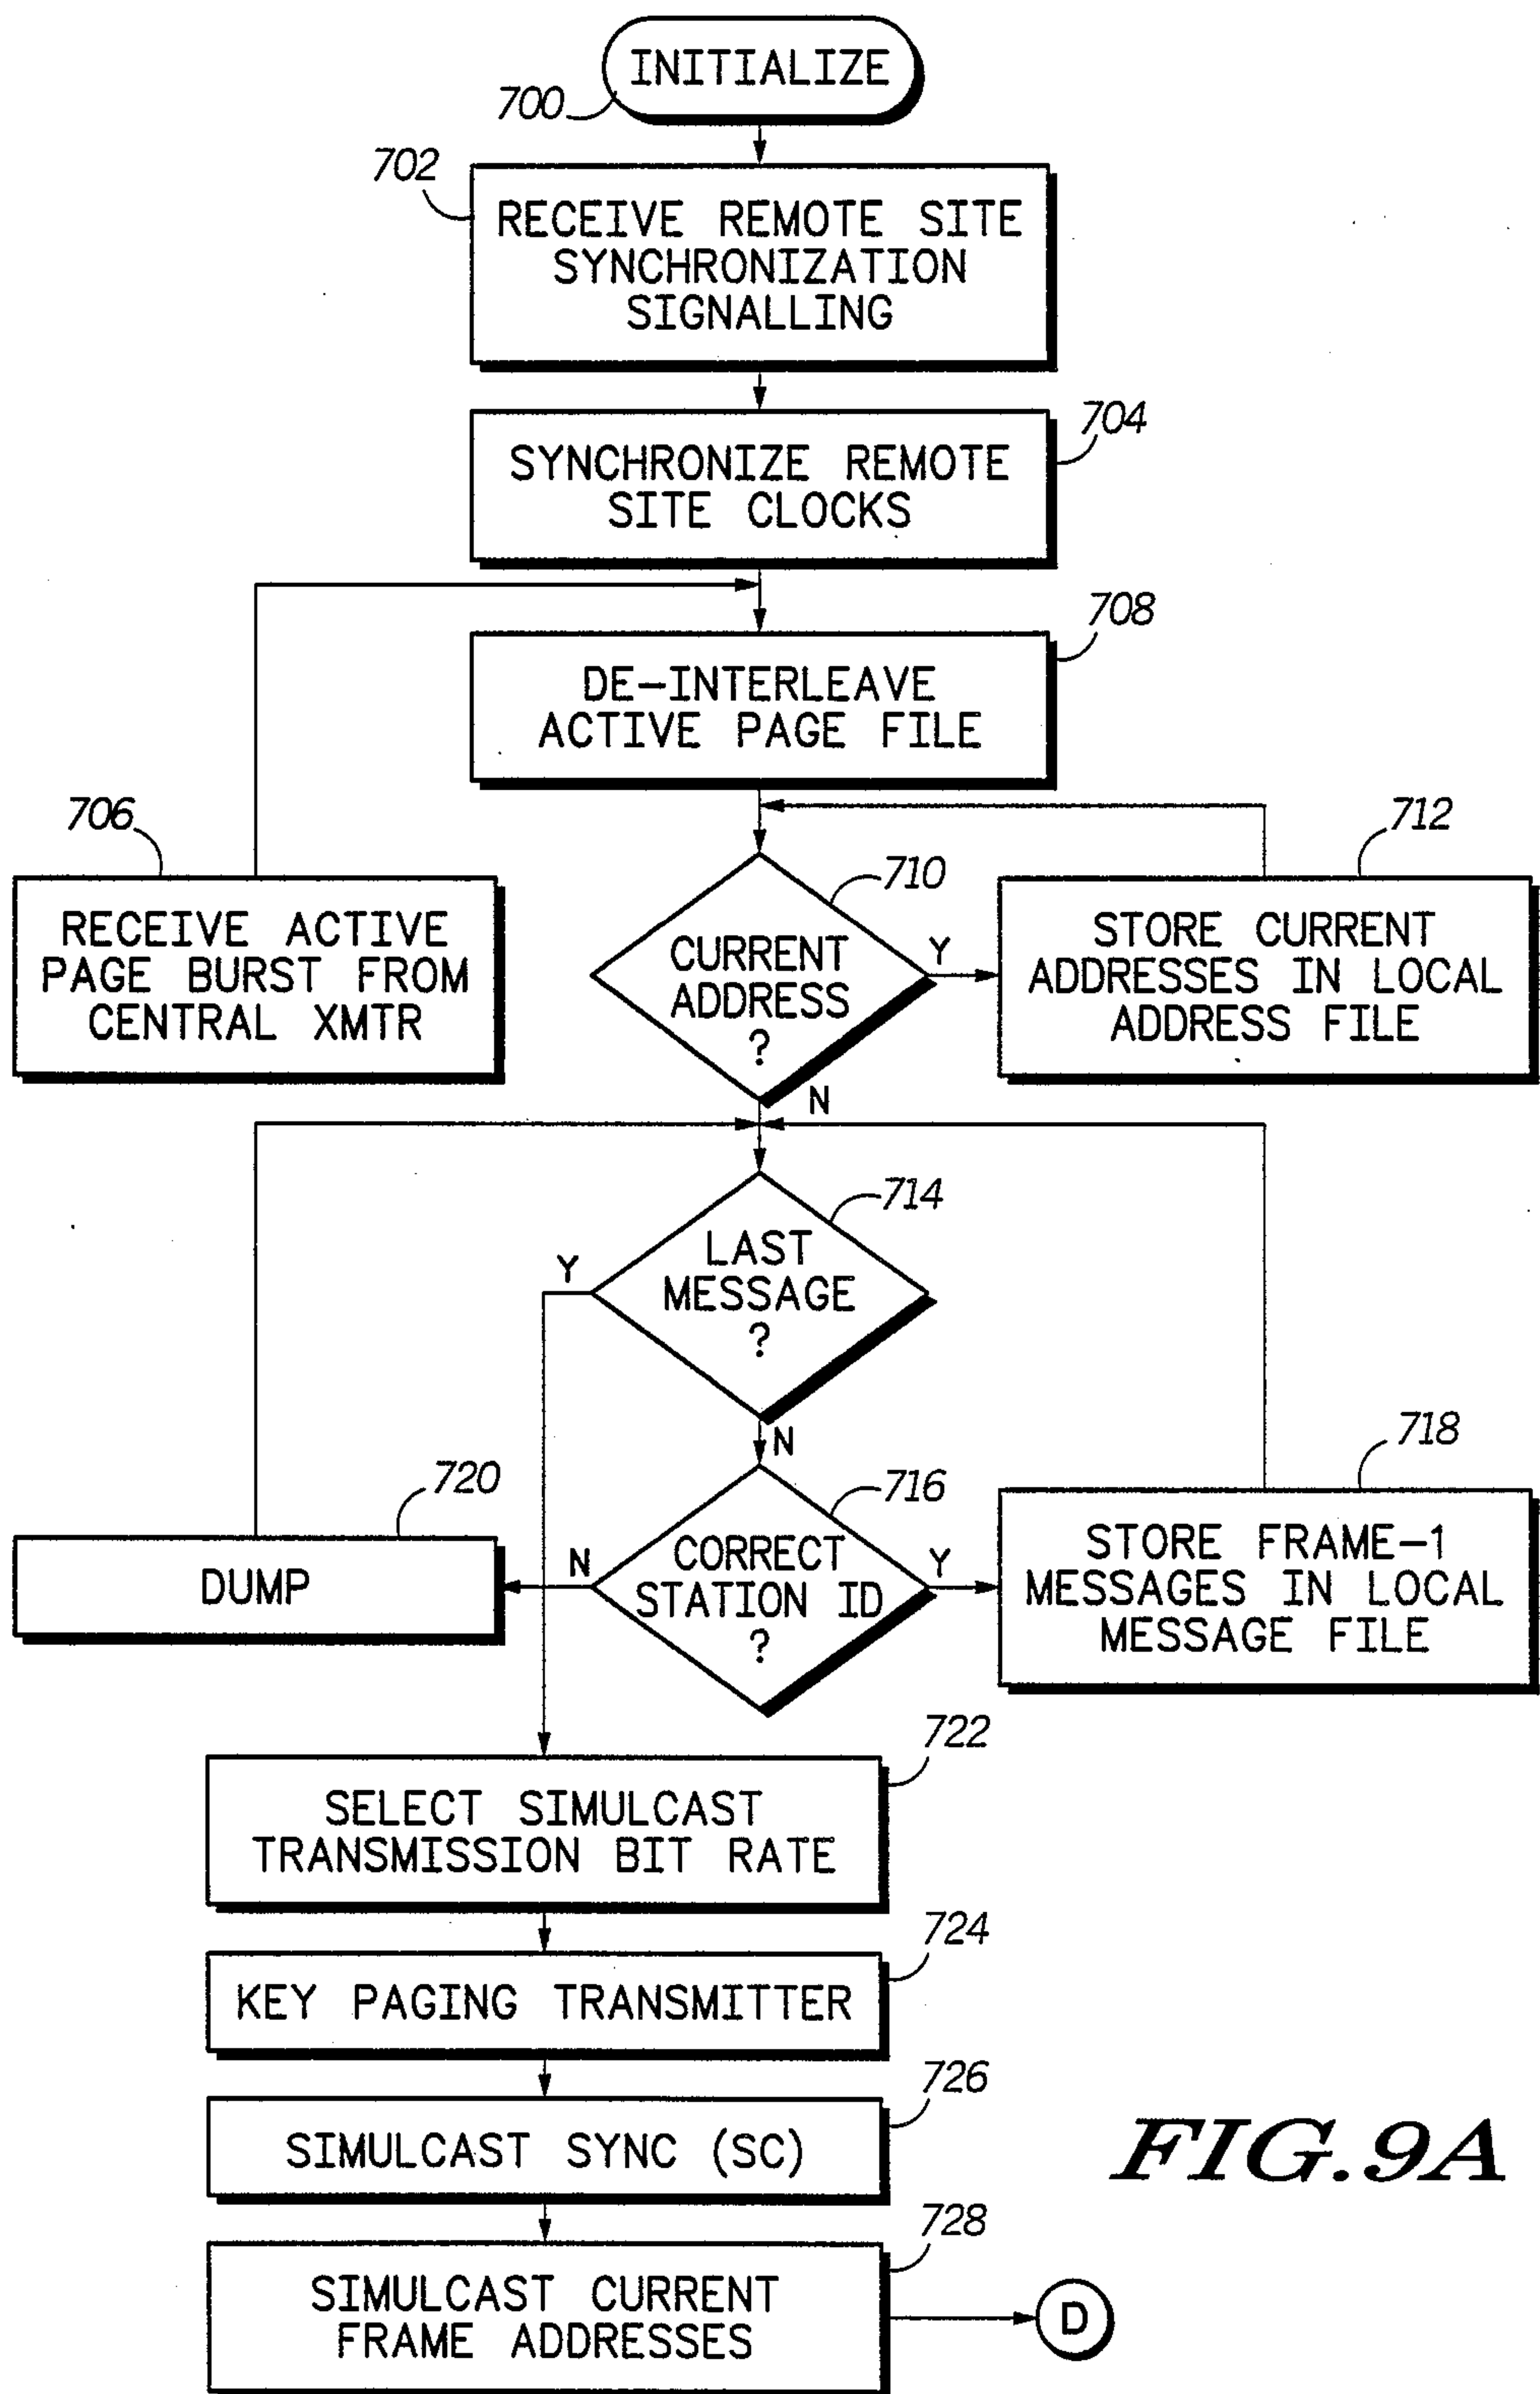 INITIALIZE
700
702
RECEIVE REMOTE SITE
SYNCHRONIZATION
SIGNALLING
704
SYNCHRONIZE REMOTE
SITE CLOCKS
708
DE-INTERLEAVE
ACTIVE PAGE FILE
706
RECEIVE ACTIVE
PAGE BURST FROM
CENTRAL XMTR
710
CURRENT
ADDRESS
?
Y
N
712
STORE CURRENT
ADDRESSES IN LOCAL
ADDRESS FILE
714
LAST
MESSAGE
?
Y
N
716
CORRECT
STATION ID
?
N
Y
720
DUMP
718
STORE FRAME-1
MESSAGES IN LOCAL
MESSAGE FILE
722
SELECT SIMULCAST
TRANSMISSION BIT RATE
724
KEY PAGING TRANSMITTER
726
SIMULCAST SYNC (SC)
728
SIMULCAST CURRENT
FRAME ADDRESSES
D
FIG.9A